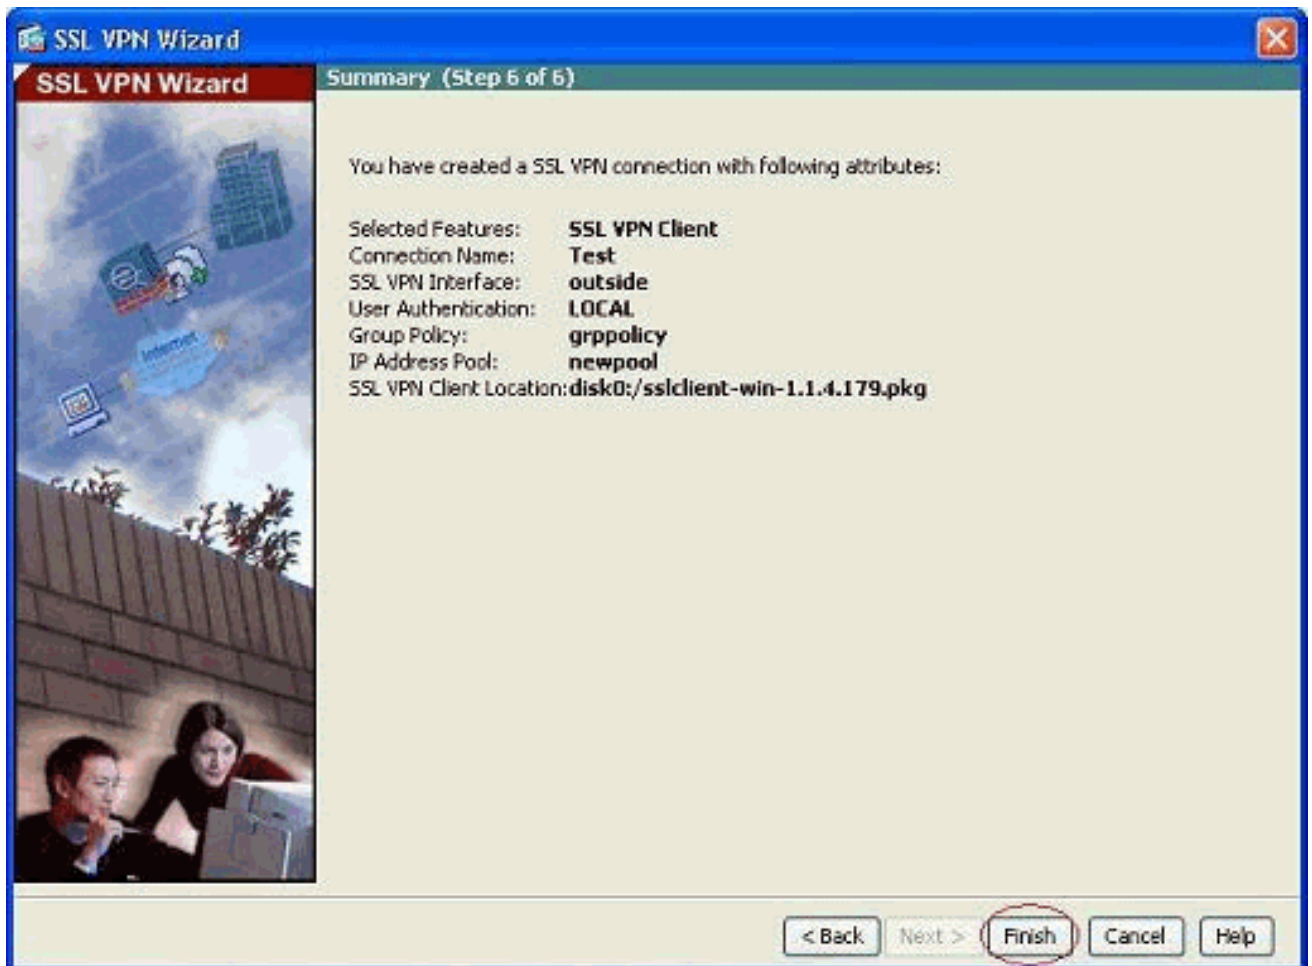 SSL VPN Wizard
SSL VPN Wizard
Summary (Step 6 of 6)
You have created a SSL VPN connection with following attributes:
Selected Features: SSL VPN Client
Connection Name: Test
SSL VPN Interface: outside
User Authentication: LOCAL
Group Policy: grppolicy
IP Address Pool: newpool
SSL VPN Client Location: disk0:/sslclient-win-1.1.4.179.pkg
Internet
< Back Next > Finish Cancel Help